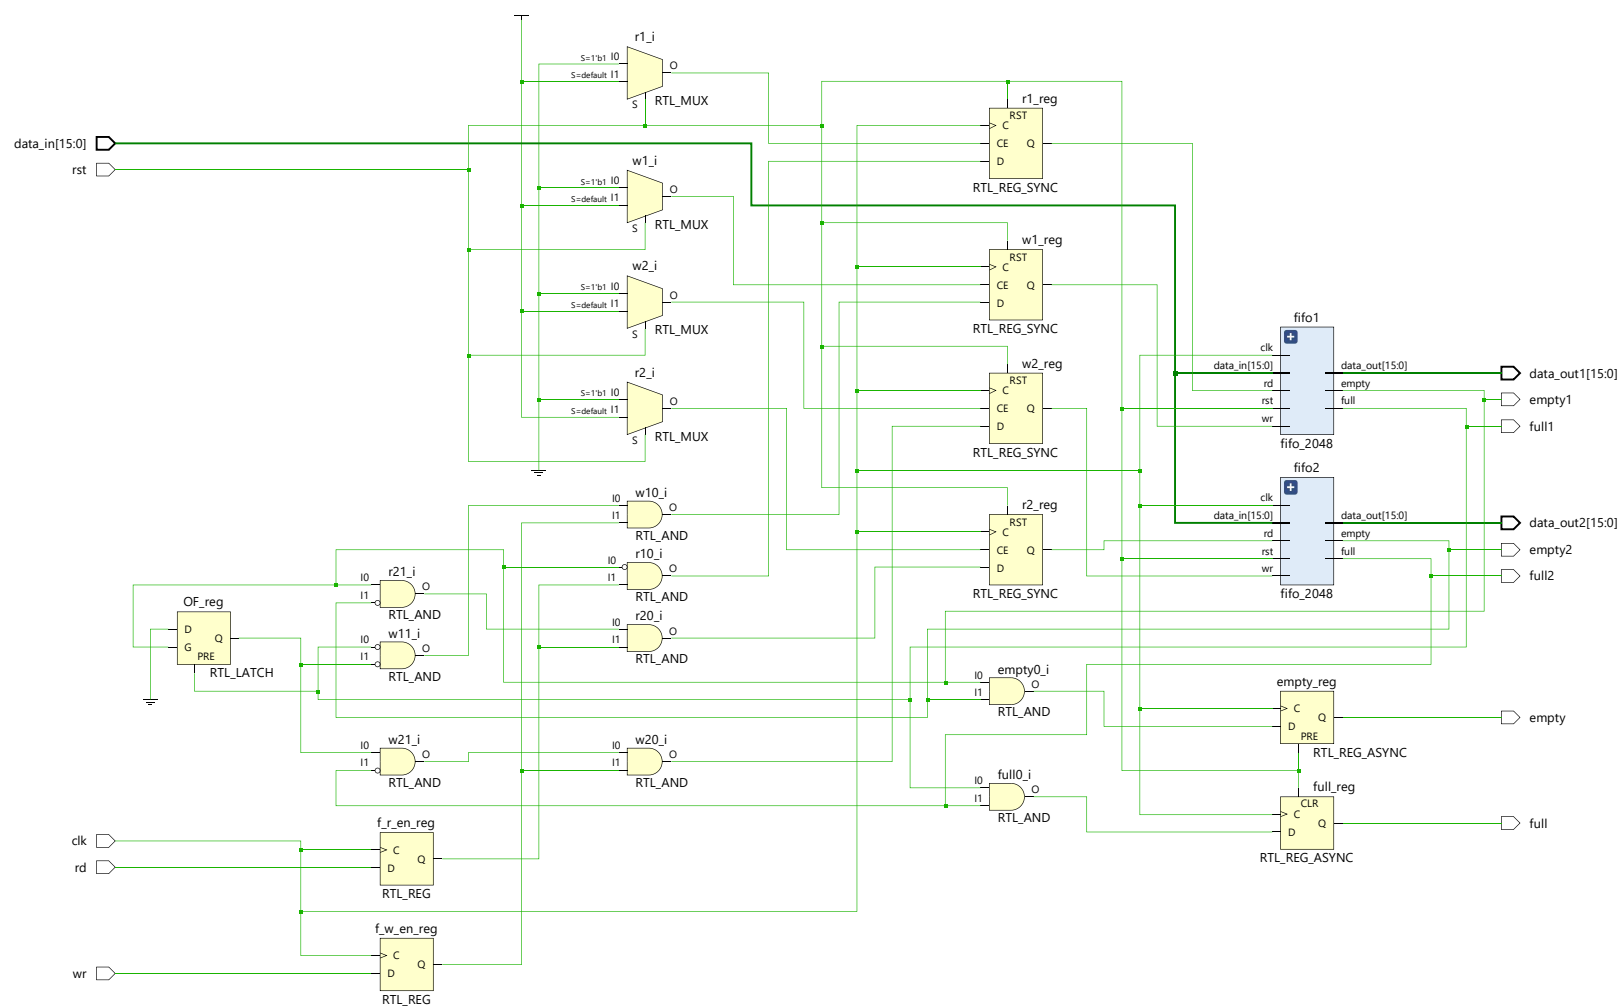 r1_i
S=1'b1 I0
O
S=default I1
S
RTL_MUX
data_in[15:0]
rst
w1_i
S=1'b1 I0
O
S=default I1
S
RTL_MUX
w2_i
S=1'b1 I0
O
S=default I1
S
RTL_MUX
r2_i
S=1'b1 I0
O
S=default I1
S
RTL_MUX
r1_reg
RST
C
CE
Q
D
RTL_REG_SYNC
w1_reg
RST
C
CE
Q
D
RTL_REG_SYNC
w2_reg
RST
C
CE
Q
D
RTL_REG_SYNC
r2_reg
RST
C
CE
Q
D
RTL_REG_SYNC
fifo1
clk
data_in[15:0]
rd
rst
wr
data_out[15:0]
empty
full
fifo_2048
data_out1[15:0]
empty1
full1
fifo2
clk
data_in[15:0]
rd
rst
wr
data_out[15:0]
empty
full
fifo_2048
data_out2[15:0]
empty2
full2
w10_i
I0
O
I1
RTL_AND
r10_i
I0
O
I1
RTL_AND
r21_i
I0
O
I1
RTL_AND
OF_reg
D
Q
G
PRE
RTL_LATCH
w11_i
I0
O
I1
RTL_AND
r20_i
I0
O
I1
RTL_AND
w21_i
I0
O
I1
RTL_AND
w20_i
I0
O
I1
RTL_AND
empty0_i
I0
O
I1
RTL_AND
empty_reg
C
Q
D
PRE
RTL_REG_ASYNC
empty
full0_i
I0
O
I1
RTL_AND
full_reg
CLR
C
Q
D
RTL_REG_ASYNC
full
clk
rd
f_r_en_reg
C
Q
D
RTL_REG
wr
f_w_en_reg
C
Q
D
RTL_REG